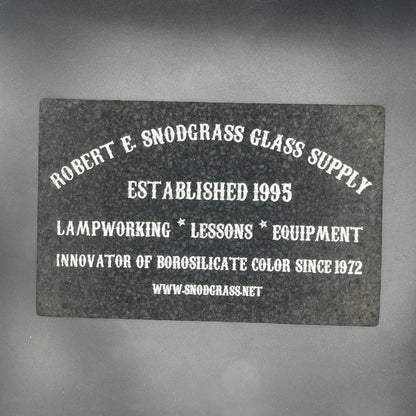 ROBERT E. SNODGRASS GLASS SUPPLY
ESTABLISHED 1995
LAMPWORKING * LESSONS * EQUIPMENT
INNOVATOR OF BOROSILICATE COLOR SINCE 1972
WWW.SNODGRASS.NET